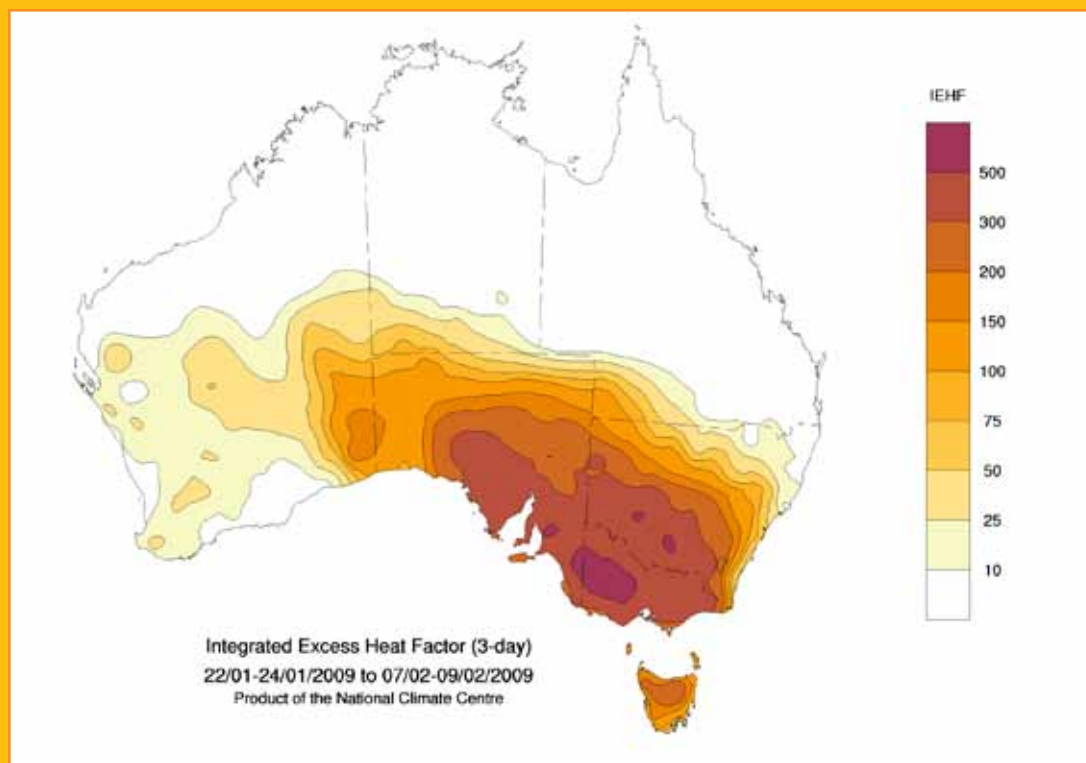 IEHF
500
300
200
150
100
75
50
25
10
Integrated Excess Heat Factor (3-day)
22/01-24/01/2009 to 07/02-09/02/2009
Product of the National Climate Centre